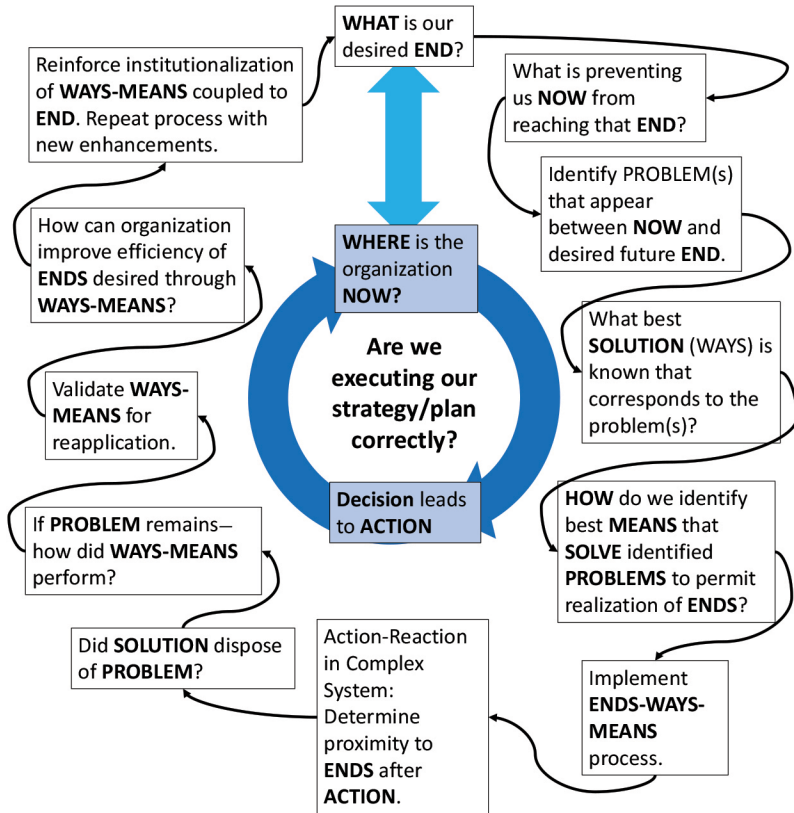 WHAT is our
desired END?
What is preventing
us NOW from
reaching that END?
Identify PROBLEM(s)
that appear
between NOW and
desired future END.
What best
SOLUTION (WAYS) is
known that
corresponds to the
problem(s)?
HOW do we identify
best MEANS that
SOLVE identified
PROBLEMS to permit
realization of ENDS?
Implement
ENDS-WAYS-
MEANS
process.
Action-Reaction
in Complex
System:
Determine
proximity to
ENDS after
ACTION.
Did SOLUTION dispose
of PROBLEM?
If PROBLEM remains—
how did WAYS-MEANS
perform?
Validate WAYS-
MEANS for
reapplication.
How can organization
improve efficiency of
ENDS desired through
WAYS-MEANS?
Reinforce institutionalization
of WAYS-MEANS coupled to
END. Repeat process with
new enhancements.
WHERE is the
organization
NOW?
Are we
executing our
strategy/plan
correctly?
Decision leads
to ACTION